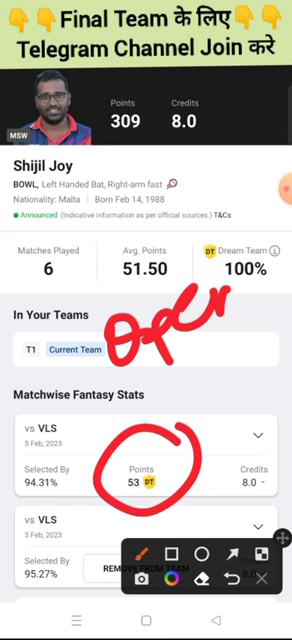 👇👇Final Team के लिए👇👇
Telegram Channel Join करे
Points
Credits
309
8.0
MSW
Shijil Joy
BOWL, Left Handed Bat, Right-arm fast
Nationality: Malta | Born Feb 14, 1988
Announced (Indicative information as per official sources.) T&Cs
Matches Played
Avg. Points
DT Dream Team
6
51.50
100%
In Your Teams
T1 Current Team
Oper
Matchwise Fantasy Stats
vs VLS
5 Feb, 2023
Selected By
Points
Credits
94.31%
53 DT
8.0 -
vs VLS
5 Feb, 2023
Selected By
95.27%
REMOVE FROM TEAM
8.0